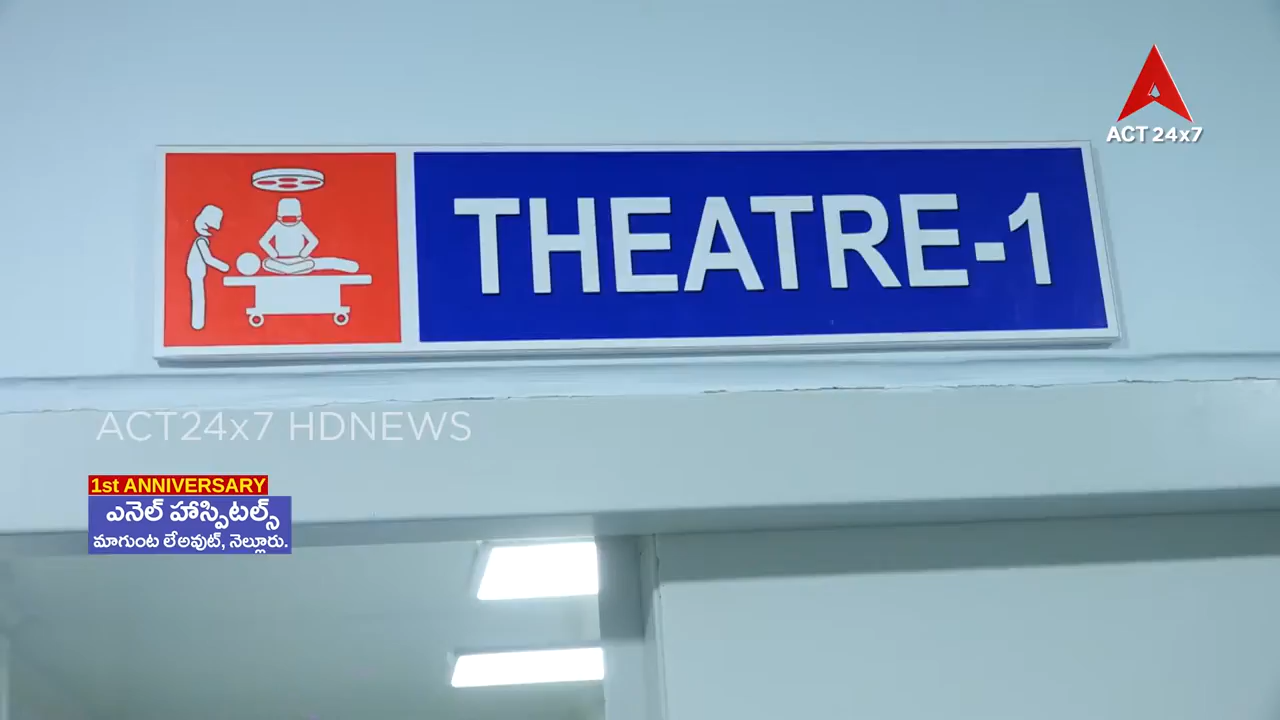 ACT 24x7
THEATRE-1
ACT24x7 HDNEWS
1st ANNIVERSARY
ఎనెల్ హాస్పిటల్స్
మాగుంట లేఅవుట్, నెల్లూరు.